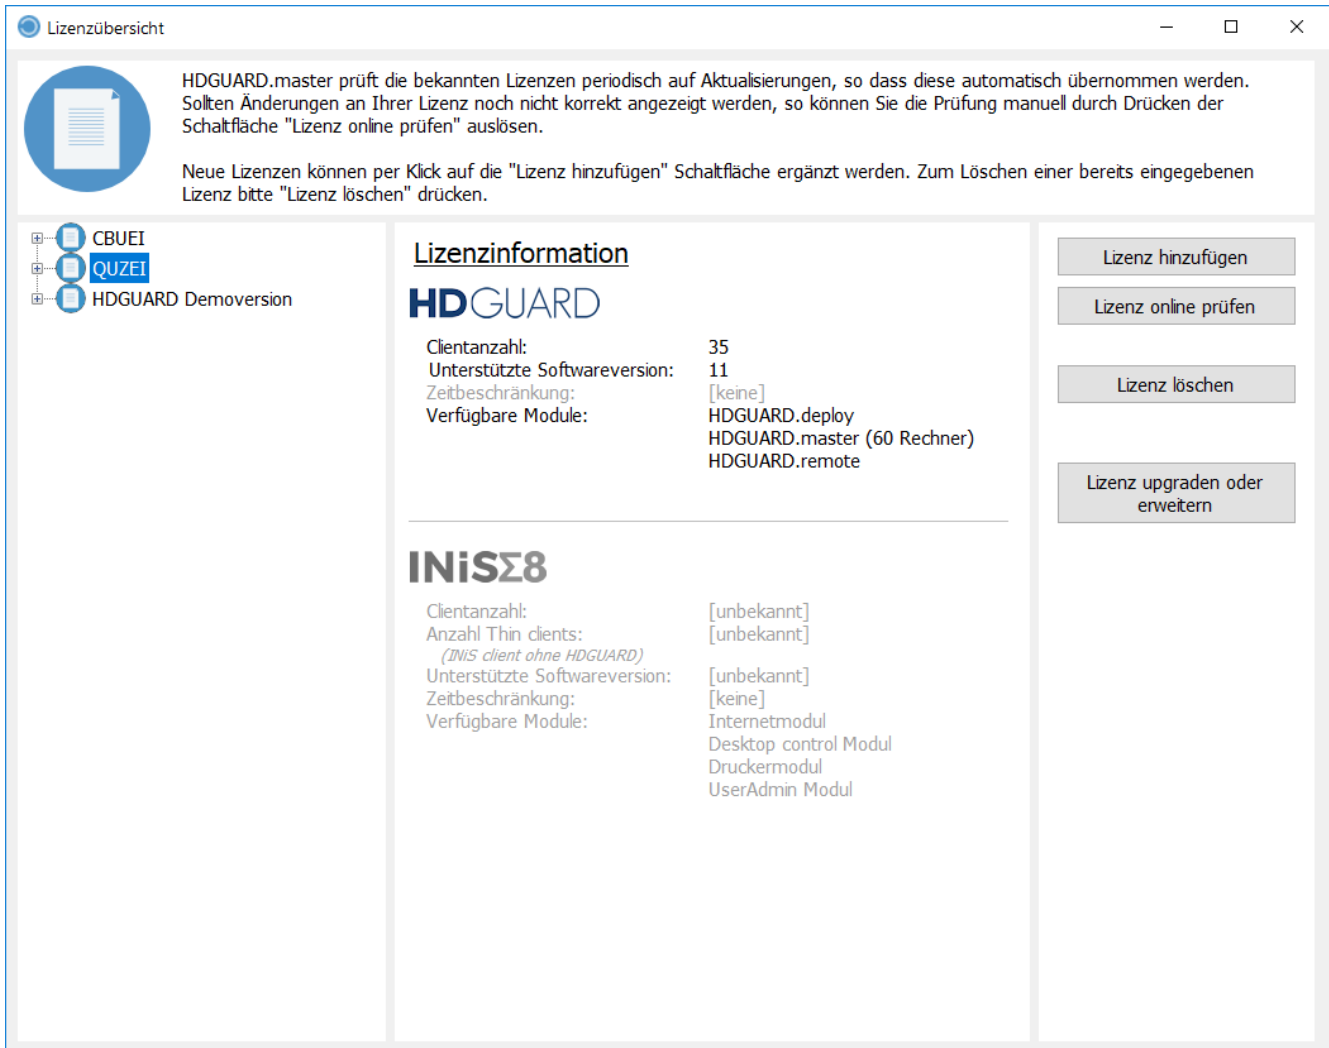 Lizenzübersicht
HDGUARD.master prüft die bekannten Lizenzen periodisch auf Aktualisierungen, so dass diese automatisch übernommen werden.
Sollten Änderungen an Ihrer Lizenz noch nicht korrekt angezeigt werden, so können Sie die Prüfung manuell durch Drücken der
Schaltfläche "Lizenz online prüfen" auslösen.
Neue Lizenzen können per Klick auf die "Lizenz hinzufügen" Schaltfläche ergänzt werden. Zum Löschen einer bereits eingegebenen
Lizenz bitte "Lizenz löschen" drücken.
CBUEI
QUZEI
HDGUARD Demoversion
Lizenzinformation
HDGUARD
Clientanzahl: 35
Unterstützte Softwareversion: 11
Zeitbeschränkung: [keine]
Verfügbare Module: HDGUARD.deploy
HDGUARD.master (60 Rechner)
HDGUARD.remote
INiSΣ8
Clientanzahl: [unbekannt]
Anzahl Thin clients: [unbekannt]
(INiS client ohne HDGUARD)
Unterstützte Softwareversion: [unbekannt]
Zeitbeschränkung: [keine]
Verfügbare Module: Internetmodul
Desktop control Modul
Druckermodul
UserAdmin Modul
Lizenz hinzufügen
Lizenz online prüfen
Lizenz löschen
Lizenz upgraden oder
erweitern